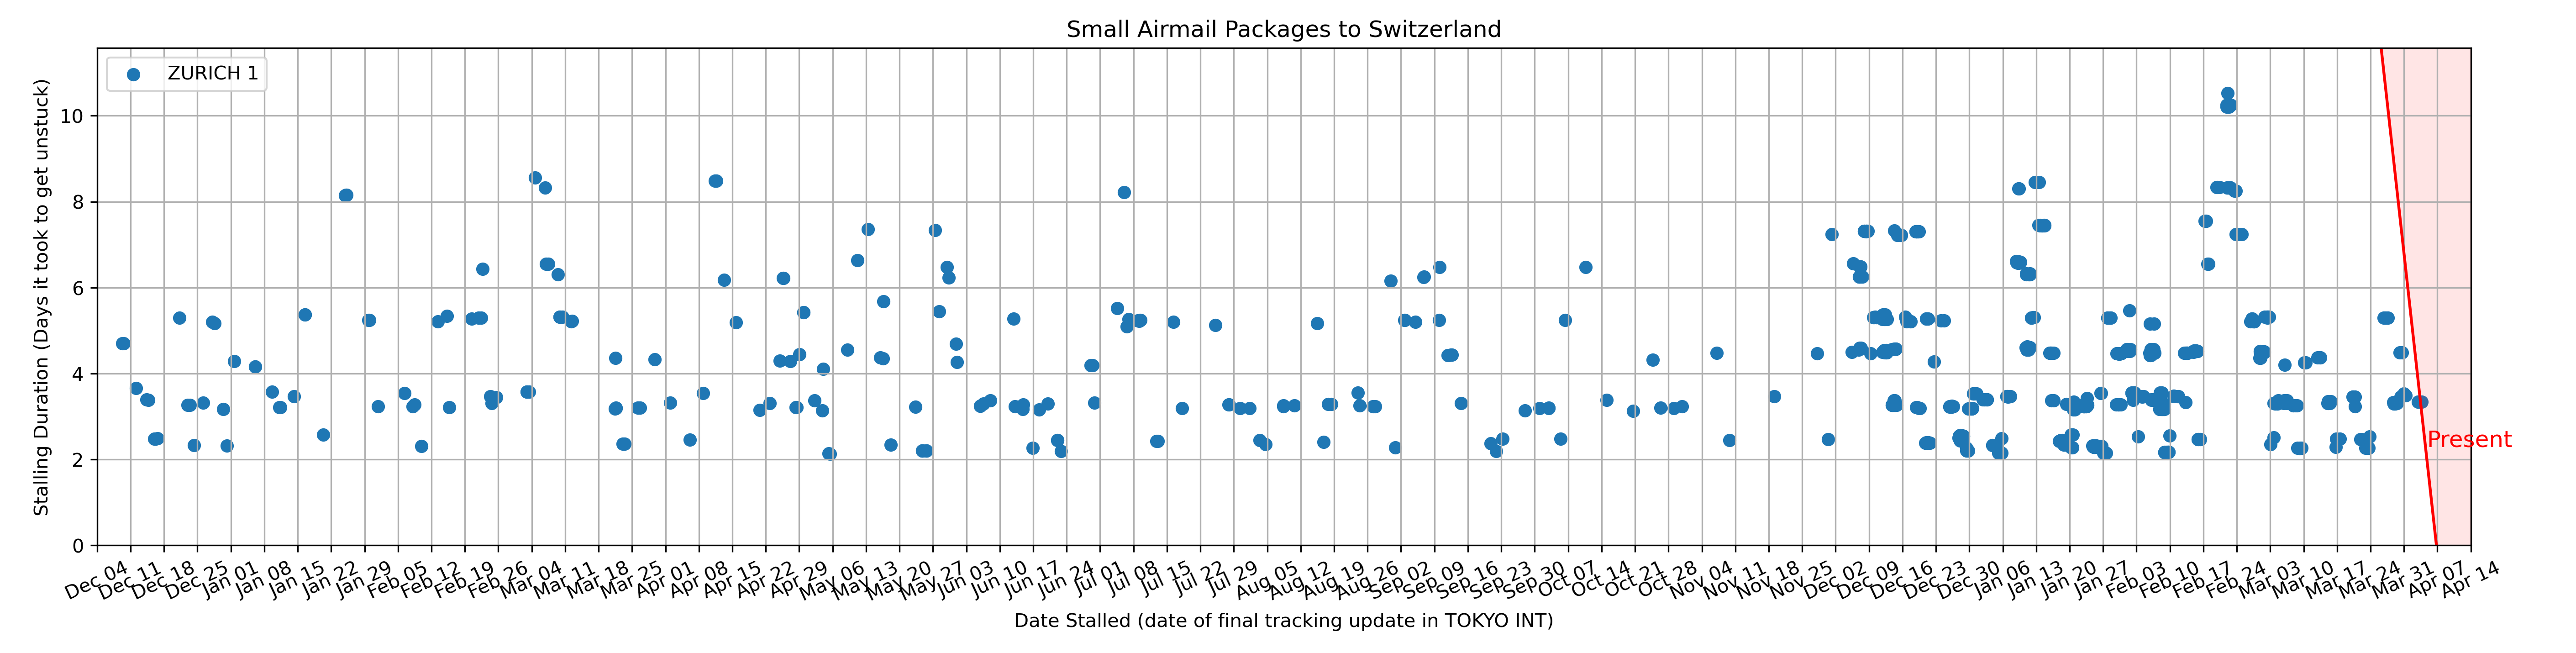 Small Airmail Packages to Switzerland
ZURICH 1
Stalling Duration (Days it took to get unstuck)
10
8
6
4
2
0
Present
Dec 04
Dec 11
Dec 18
Dec 25
Jan 01
Jan 08
Jan 15
Jan 22
Jan 29
Feb 05
Feb 12
Feb 19
Feb 26
Mar 04
Mar 11
Mar 18
Mar 25
Apr 01
Apr 08
Apr 15
Apr 22
Apr 29
May 06
May 13
May 20
May 27
Jun 03
Jun 10
Jun 17
Jun 24
Jul 01
Jul 08
Jul 15
Jul 22
Jul 29
Aug 05
Aug 12
Aug 19
Aug 26
Sep 02
Sep 09
Sep 16
Sep 23
Sep 30
Oct 07
Oct 14
Oct 21
Oct 28
Nov 04
Nov 11
Nov 18
Nov 25
Dec 02
Dec 09
Dec 16
Dec 23
Dec 30
Jan 06
Jan 13
Jan 20
Jan 27
Feb 03
Feb 10
Feb 17
Feb 24
Mar 03
Mar 10
Mar 17
Mar 24
Mar 31
Apr 07
Apr 14
Date Stalled (date of final tracking update in TOKYO INT)